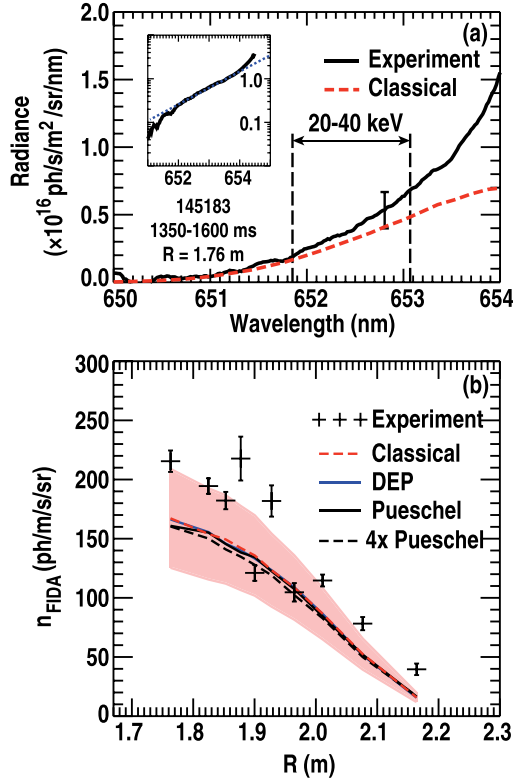 2.0
(a)
Experiment
Classical
1.5
1.0
0.5
0.0
Radiance
(×10¹⁶ ph/s/m²/sr/nm)
1.0
0.1
652 654
20-40 keV
145183
1350-1600 ms
R = 1.76 m
650 651 652 653 654
Wavelength (nm)
300
(b)
Experiment
Classical
DEP
Pueschel
4x Pueschel
250
200
150
100
50
0
n_FIDA (ph/m/s/sr)
1.7 1.8 1.9 2.0 2.1 2.2 2.3
R (m)